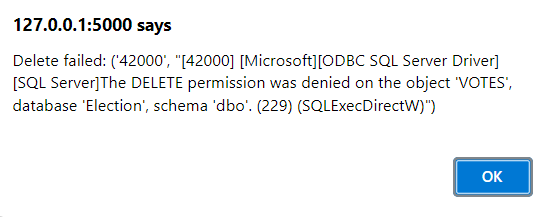 127.0.0.1:5000 says
Delete failed: ('42000', "[42000] [Microsoft][ODBC SQL Server Driver]
[SQL Server]The DELETE permission was denied on the object 'VOTES',
database 'Election', schema 'dbo'. (229) (SQLExecDirectW)")
OK